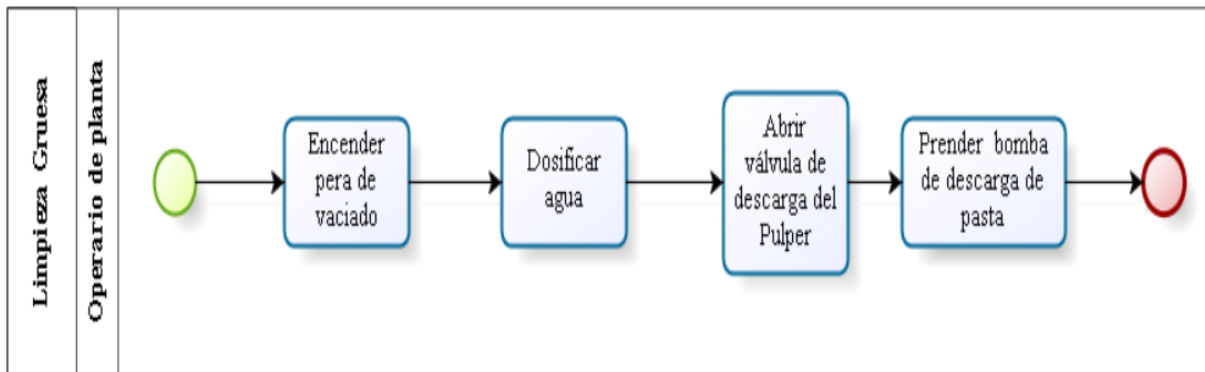 Limpieza Gruesa
Operario de planta
Encender
pera de
vaciado
Dosificar
agua
Abrir
válvula de
descarga del
Pulper
Prender bomba
de descarga de
pasta